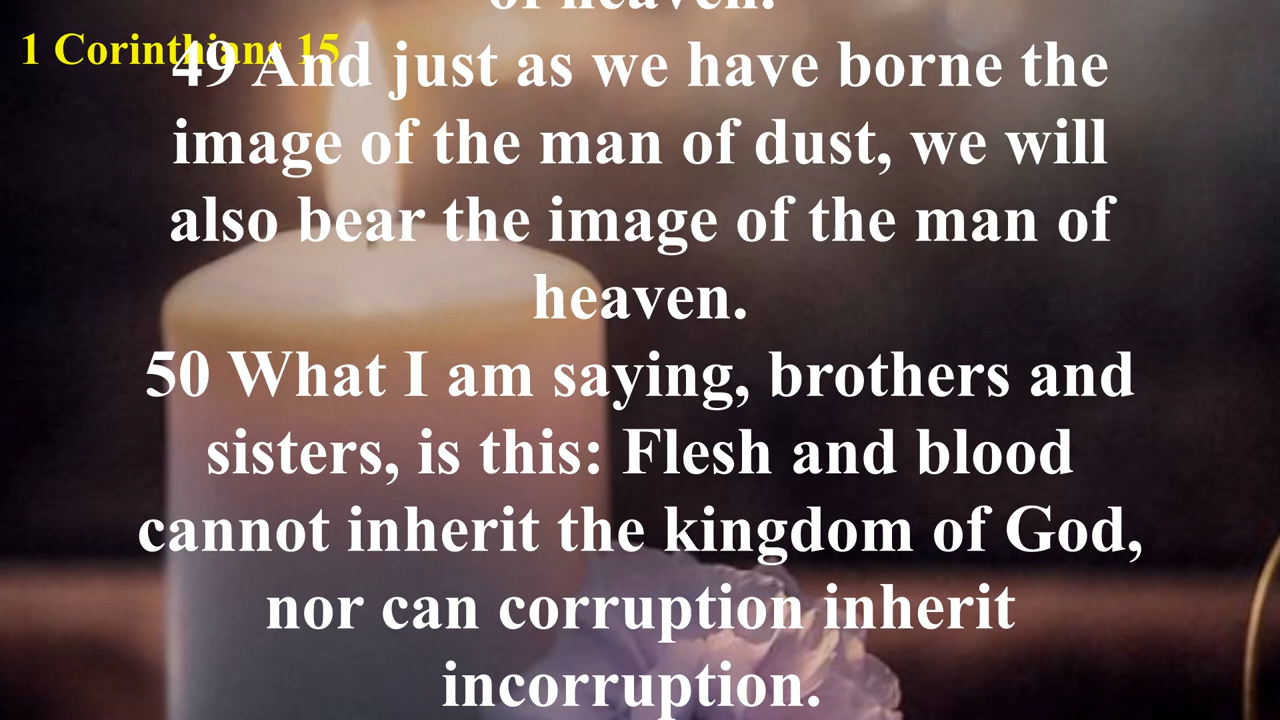 of heaven.
1 Corinthians 15
49 And just as we have borne the
image of the man of dust, we will
also bear the image of the man of
heaven.
50 What I am saying, brothers and
sisters, is this: Flesh and blood
cannot inherit the kingdom of God,
nor can corruption inherit
incorruption.